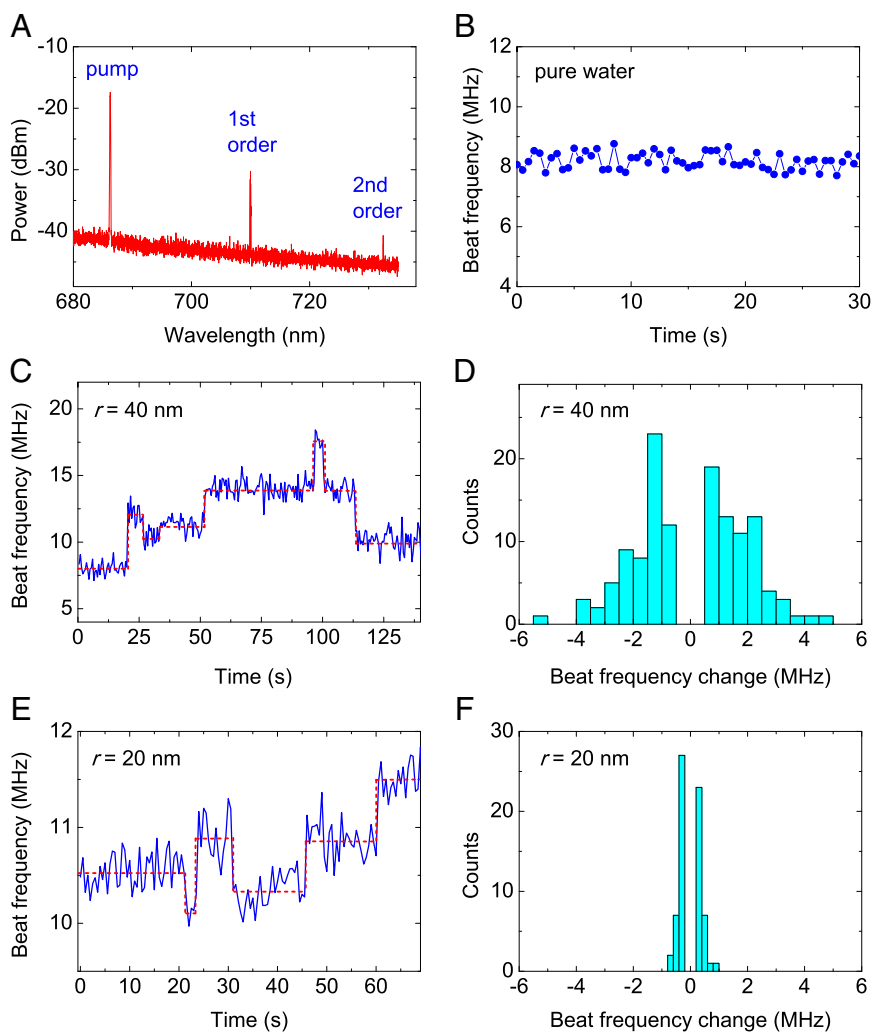 A
-10
-20
-30
-40
680
700
720
Power (dBm)
Wavelength (nm)
pump
1st
order
2nd
order
B
12
10
8
6
4
0
10
20
30
Beat frequency (MHz)
Time (s)
pure water
C
20
15
10
5
0
25
50
75
100
125
Beat frequency (MHz)
Time (s)
r = 40 nm
D
20
10
0
-6
-4
-2
0
2
4
6
Counts
Beat frequency change (MHz)
r = 40 nm
E
12
11
10
0
10
20
30
40
50
60
Beat frequency (MHz)
Time (s)
r = 20 nm
F
30
20
10
0
-6
-4
-2
0
2
4
6
Counts
Beat frequency change (MHz)
r = 20 nm